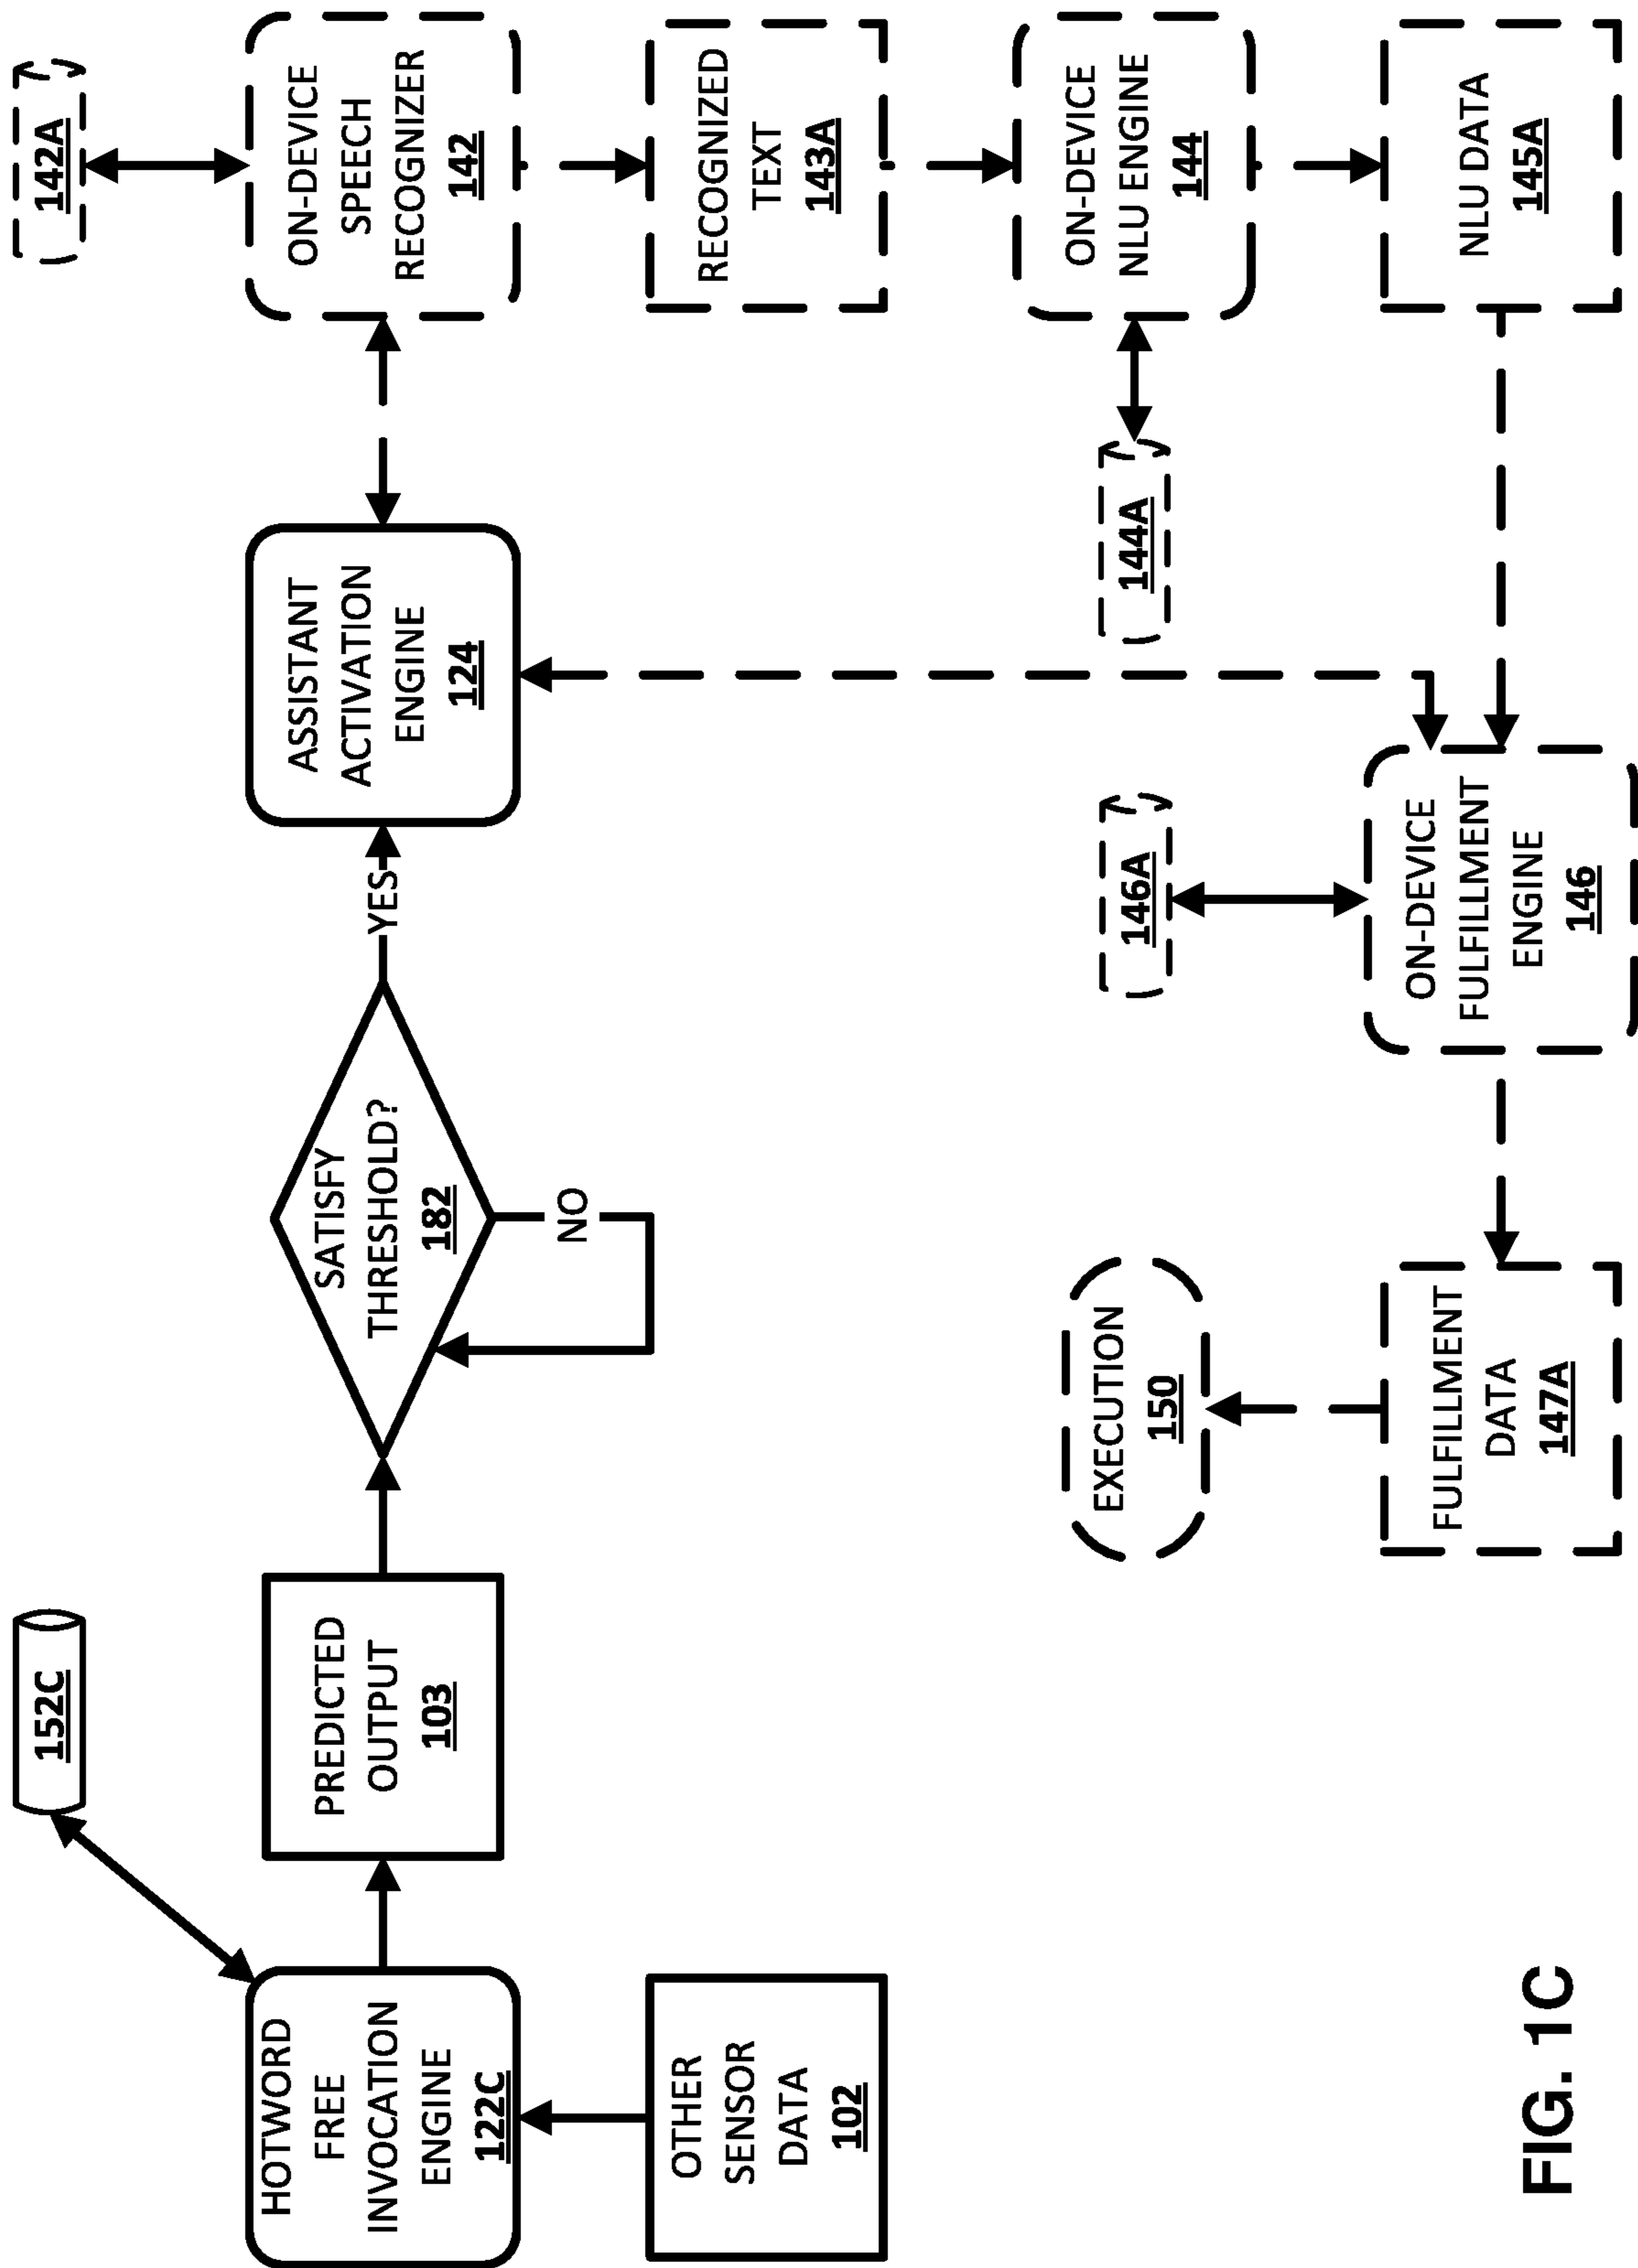 152C
142A
HOTWORD
FREE
INVOCATION
ENGINE
122C
PREDICTED
OUTPUT
103
SATISFY
THRESHOLD?
182
YES
NO
ASSISTANT
ACTIVATION
ENGINE
124
ON-DEVICE
SPEECH
RECOGNIZER
142
OTHER
SENSOR
DATA
102
RECOGNIZED
TEXT
143A
EXECUTION
150
146A
144A
ON-DEVICE
NLU ENGINE
144
FULFILLMENT
DATA
147A
ON-DEVICE
FULFILLMENT
ENGINE
146
NLU DATA
145A
FIG. 1C